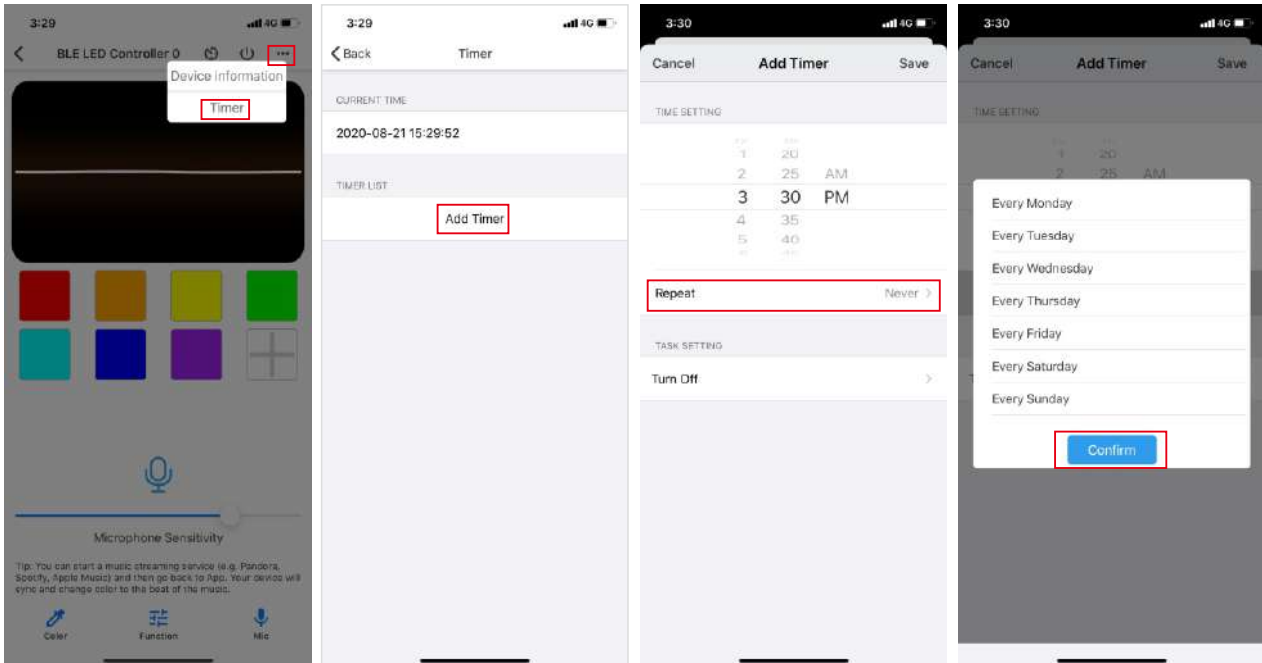 3:29
4G
BLE LED Controller 0
Device Information
Timer
Microphone Sensitivity
Tip: You can start a music streaming service (e.g. Pandora,
Spotify, Apple Music) and then go back to App. Your device will
sync and change color to the beat of the music.
Color Function Mic
3:29
4G
Back Timer
CURRENT TIME
2020-08-21 15:29:52
TIMER LIST
Add Timer
3:30
4G
Cancel Add Timer Save
TIME SETTING
1 20
2 25 AM
3 30 PM
4 35
5 40
Repeat Never
TASK SETTING
Turn Off
3:30
4G
Cancel Add Timer Save
TIME SETTING
1 20
2 25 AM
Every Monday
Every Tuesday
Every Wednesday
Every Thursday
Every Friday
Every Saturday
Every Sunday
Confirm